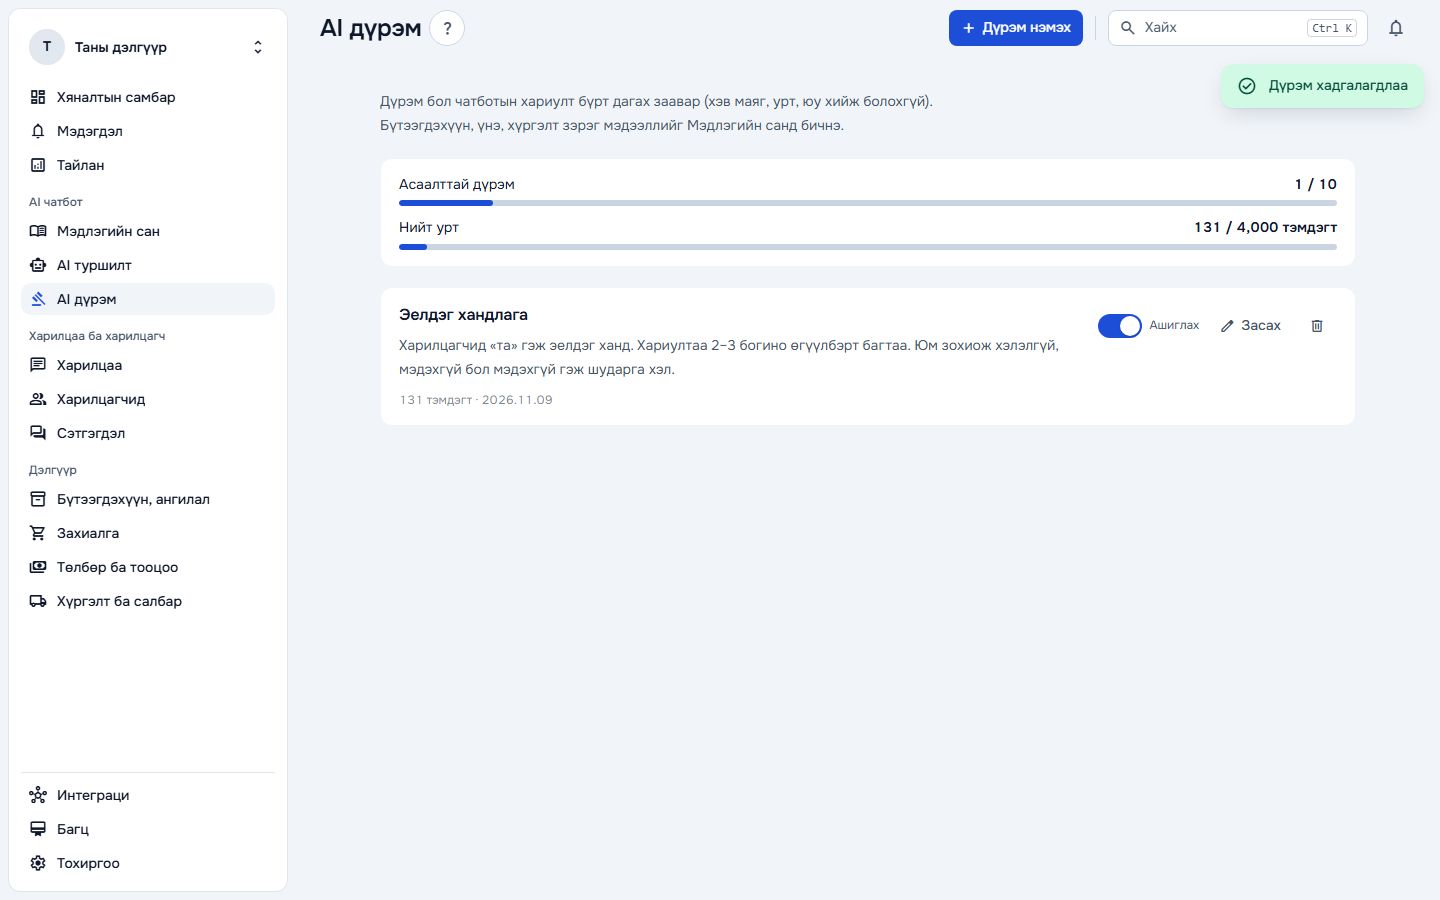 Т
Таны дэлгүүр
Хяналтын самбар
Мэдэгдэл
Тайлан
AI чатбот
Мэдлэгийн сан
AI туршилт
AI дүрэм
Харилцаа ба харилцагч
Харилцаа
Харилцагчид
Сэтгэгдэл
Дэлгүүр
Бүтээгдэхүүн, ангилал
Захиалга
Төлбөр ба тооцоо
Хүргэлт ба салбар
Интеграци
Багц
Тохиргоо
AI дүрэм ?
+ Дүрэм нэмэх
Хайх Ctrl K
Дүрэм хадгалагдлаа
Дүрэм бол чатботын хариулт бүрт дагах заавар (хэв маяг, урт, юу хийж болохгүй).
Бүтээгдэхүүн, үнэ, хүргэлт зэрэг мэдээллийг Мэдлэгийн санд бичнэ.
Асаалттай дүрэм 1 / 10
Нийт урт 131 / 4,000 тэмдэгт
Эелдэг хандлага
Ашиглах Засах
Харилцагчид «та» гэж эелдэг ханд. Хариултаа 2–3 богино өгүүлбэрт багтаа. Юм зохиож хэлэлгүй,
мэдэхгүй бол мэдэхгүй гэж шударга хэл.
131 тэмдэгт · 2026.11.09